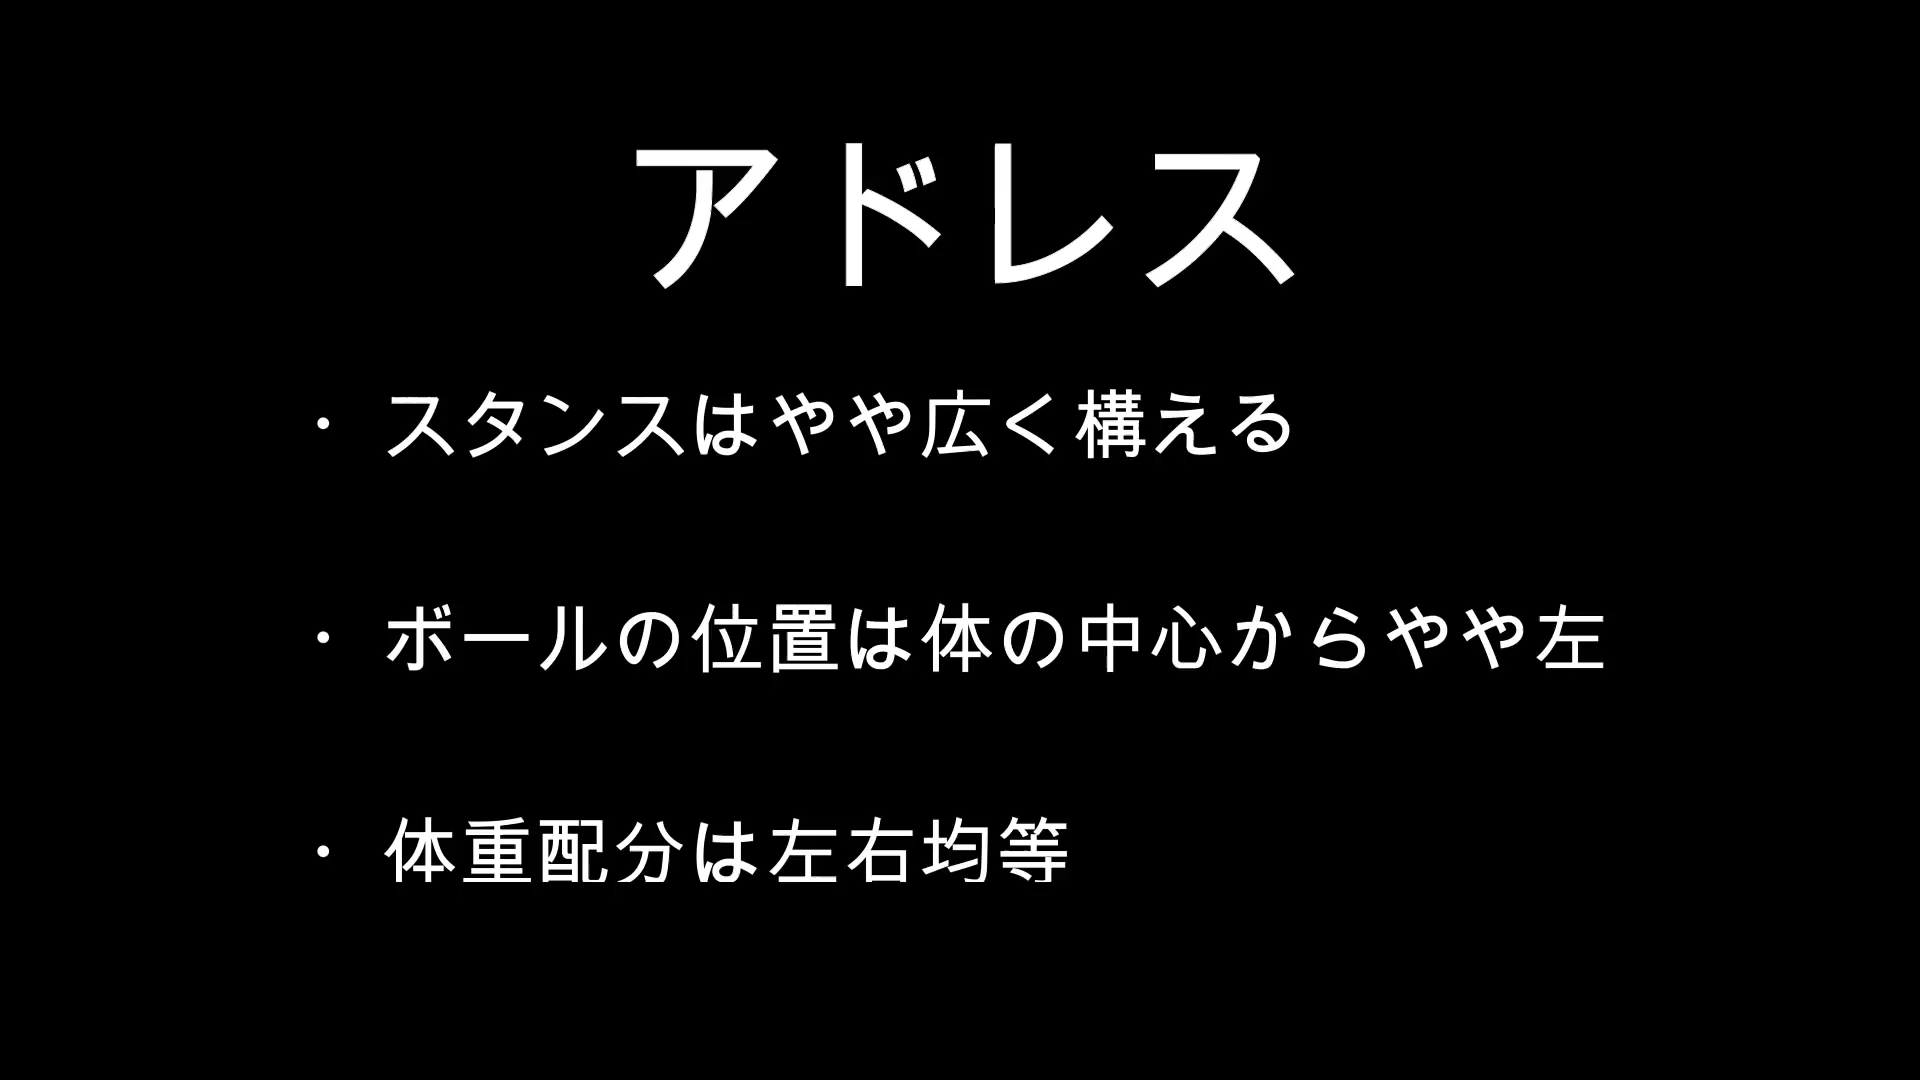 アドレス
・ スタンスはやや広く構える
・ ボールの位置は体の中心からやや左
・ 体重配分は左右均等